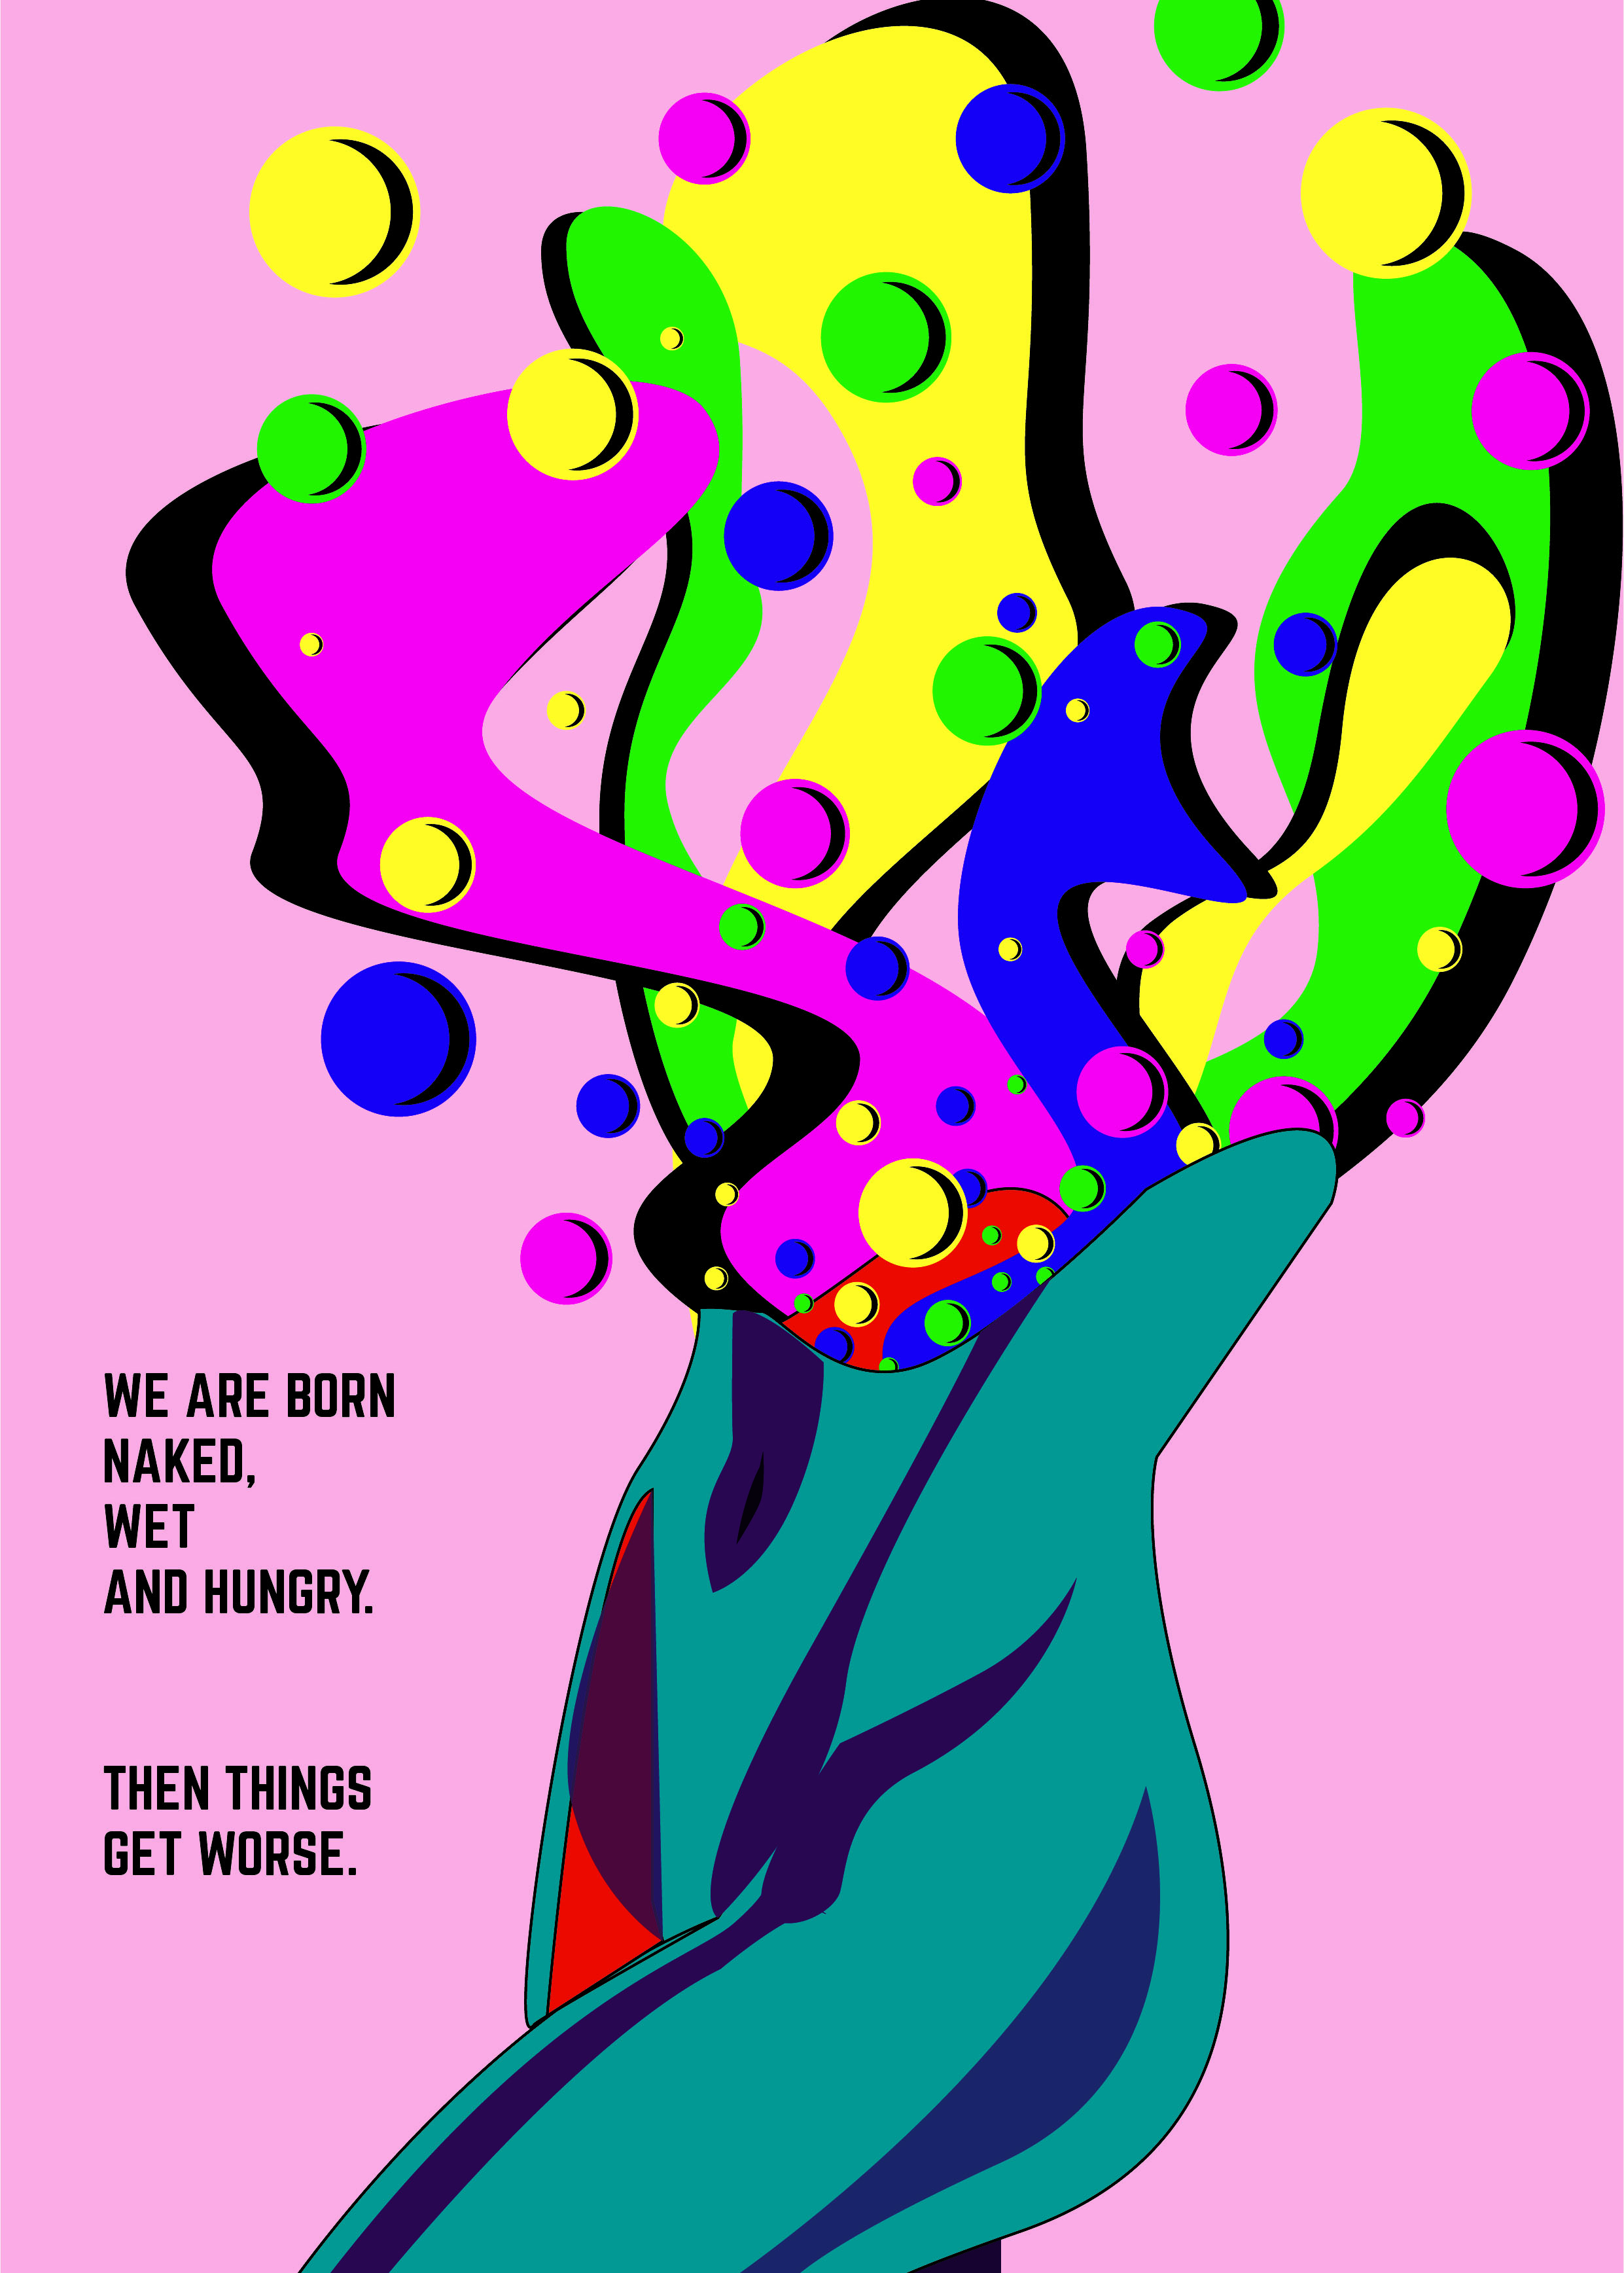 WE ARE BORN
NAKED,
WET
AND HUNGRY.
THEN THINGS
GET WORSE.